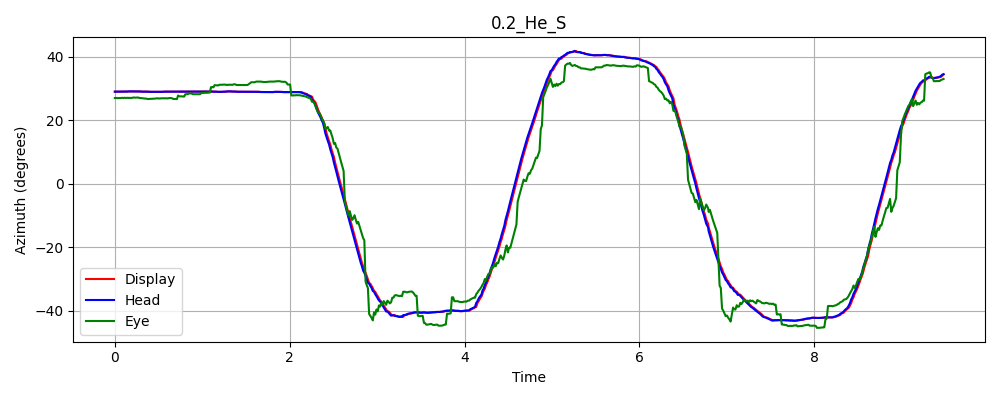 0.2_He_S
Azimuth (degrees)
40
20
0
−20
−40
Display
Head
Eye
0 2 4 6 8
Time